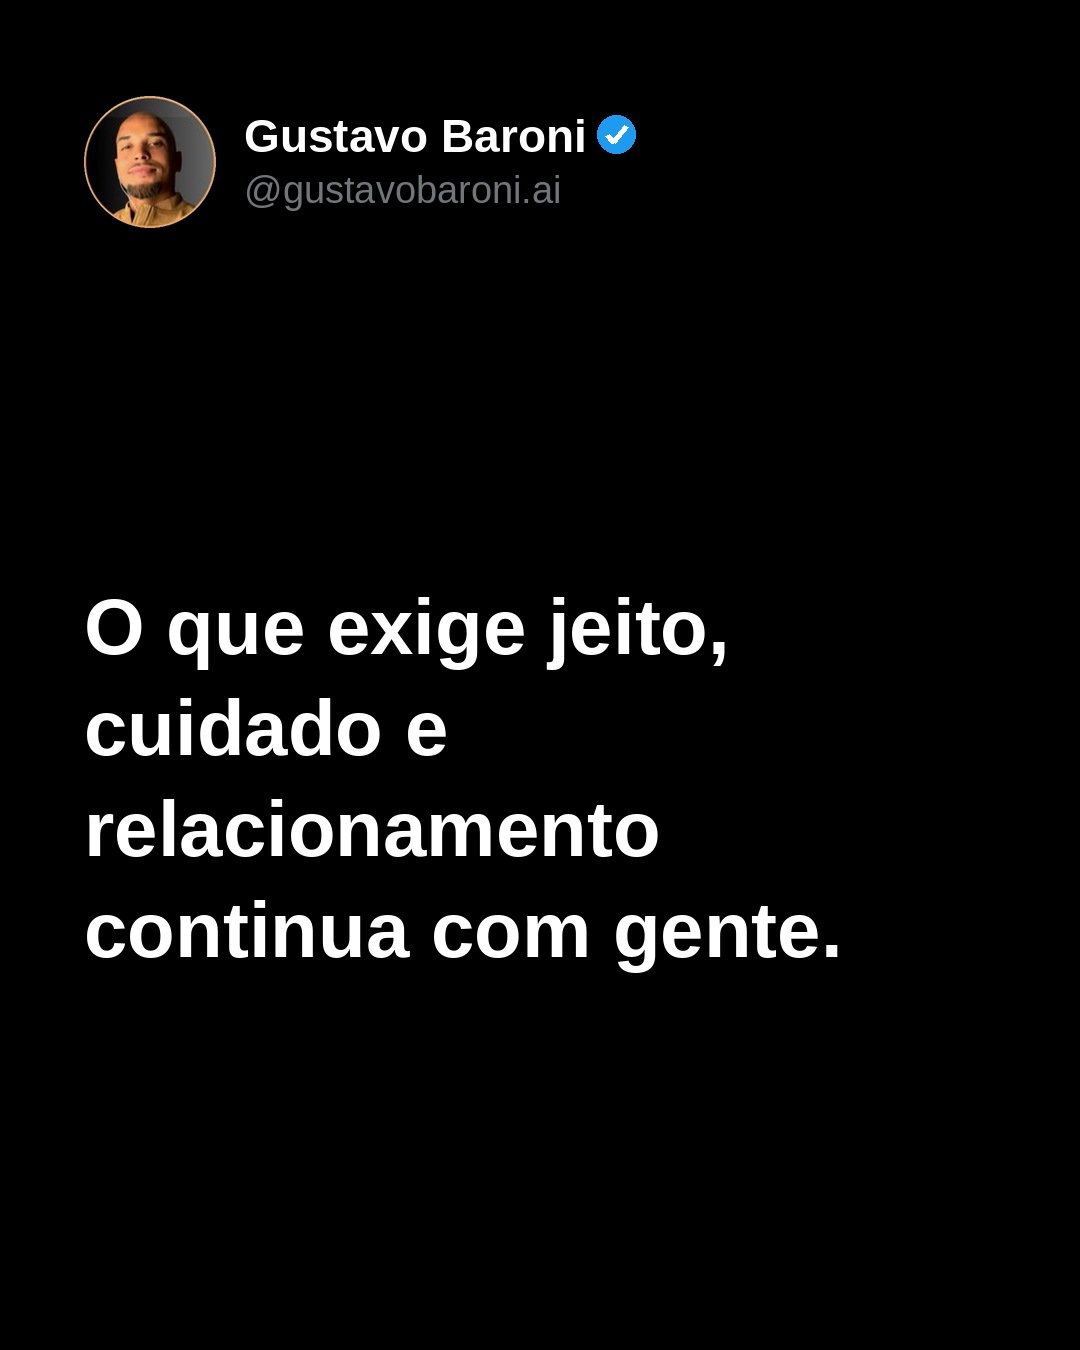 Gustavo Baroni
@gustavobaroni.ai
O que exige jeito,
cuidado e
relacionamento
continua com gente.